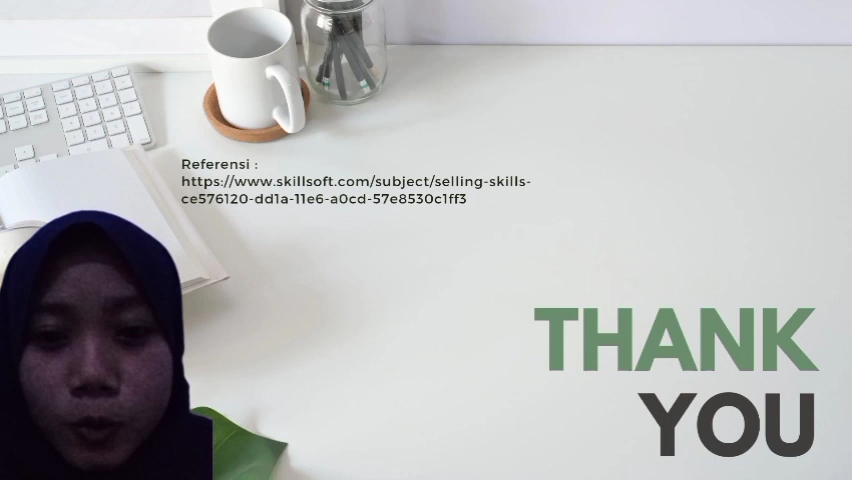 Referensi :
https://www.skillsoft.com/subject/selling-skills-
ce576120-dd1a-11e6-a0cd-57e8530c1ff3
THANK
YOU